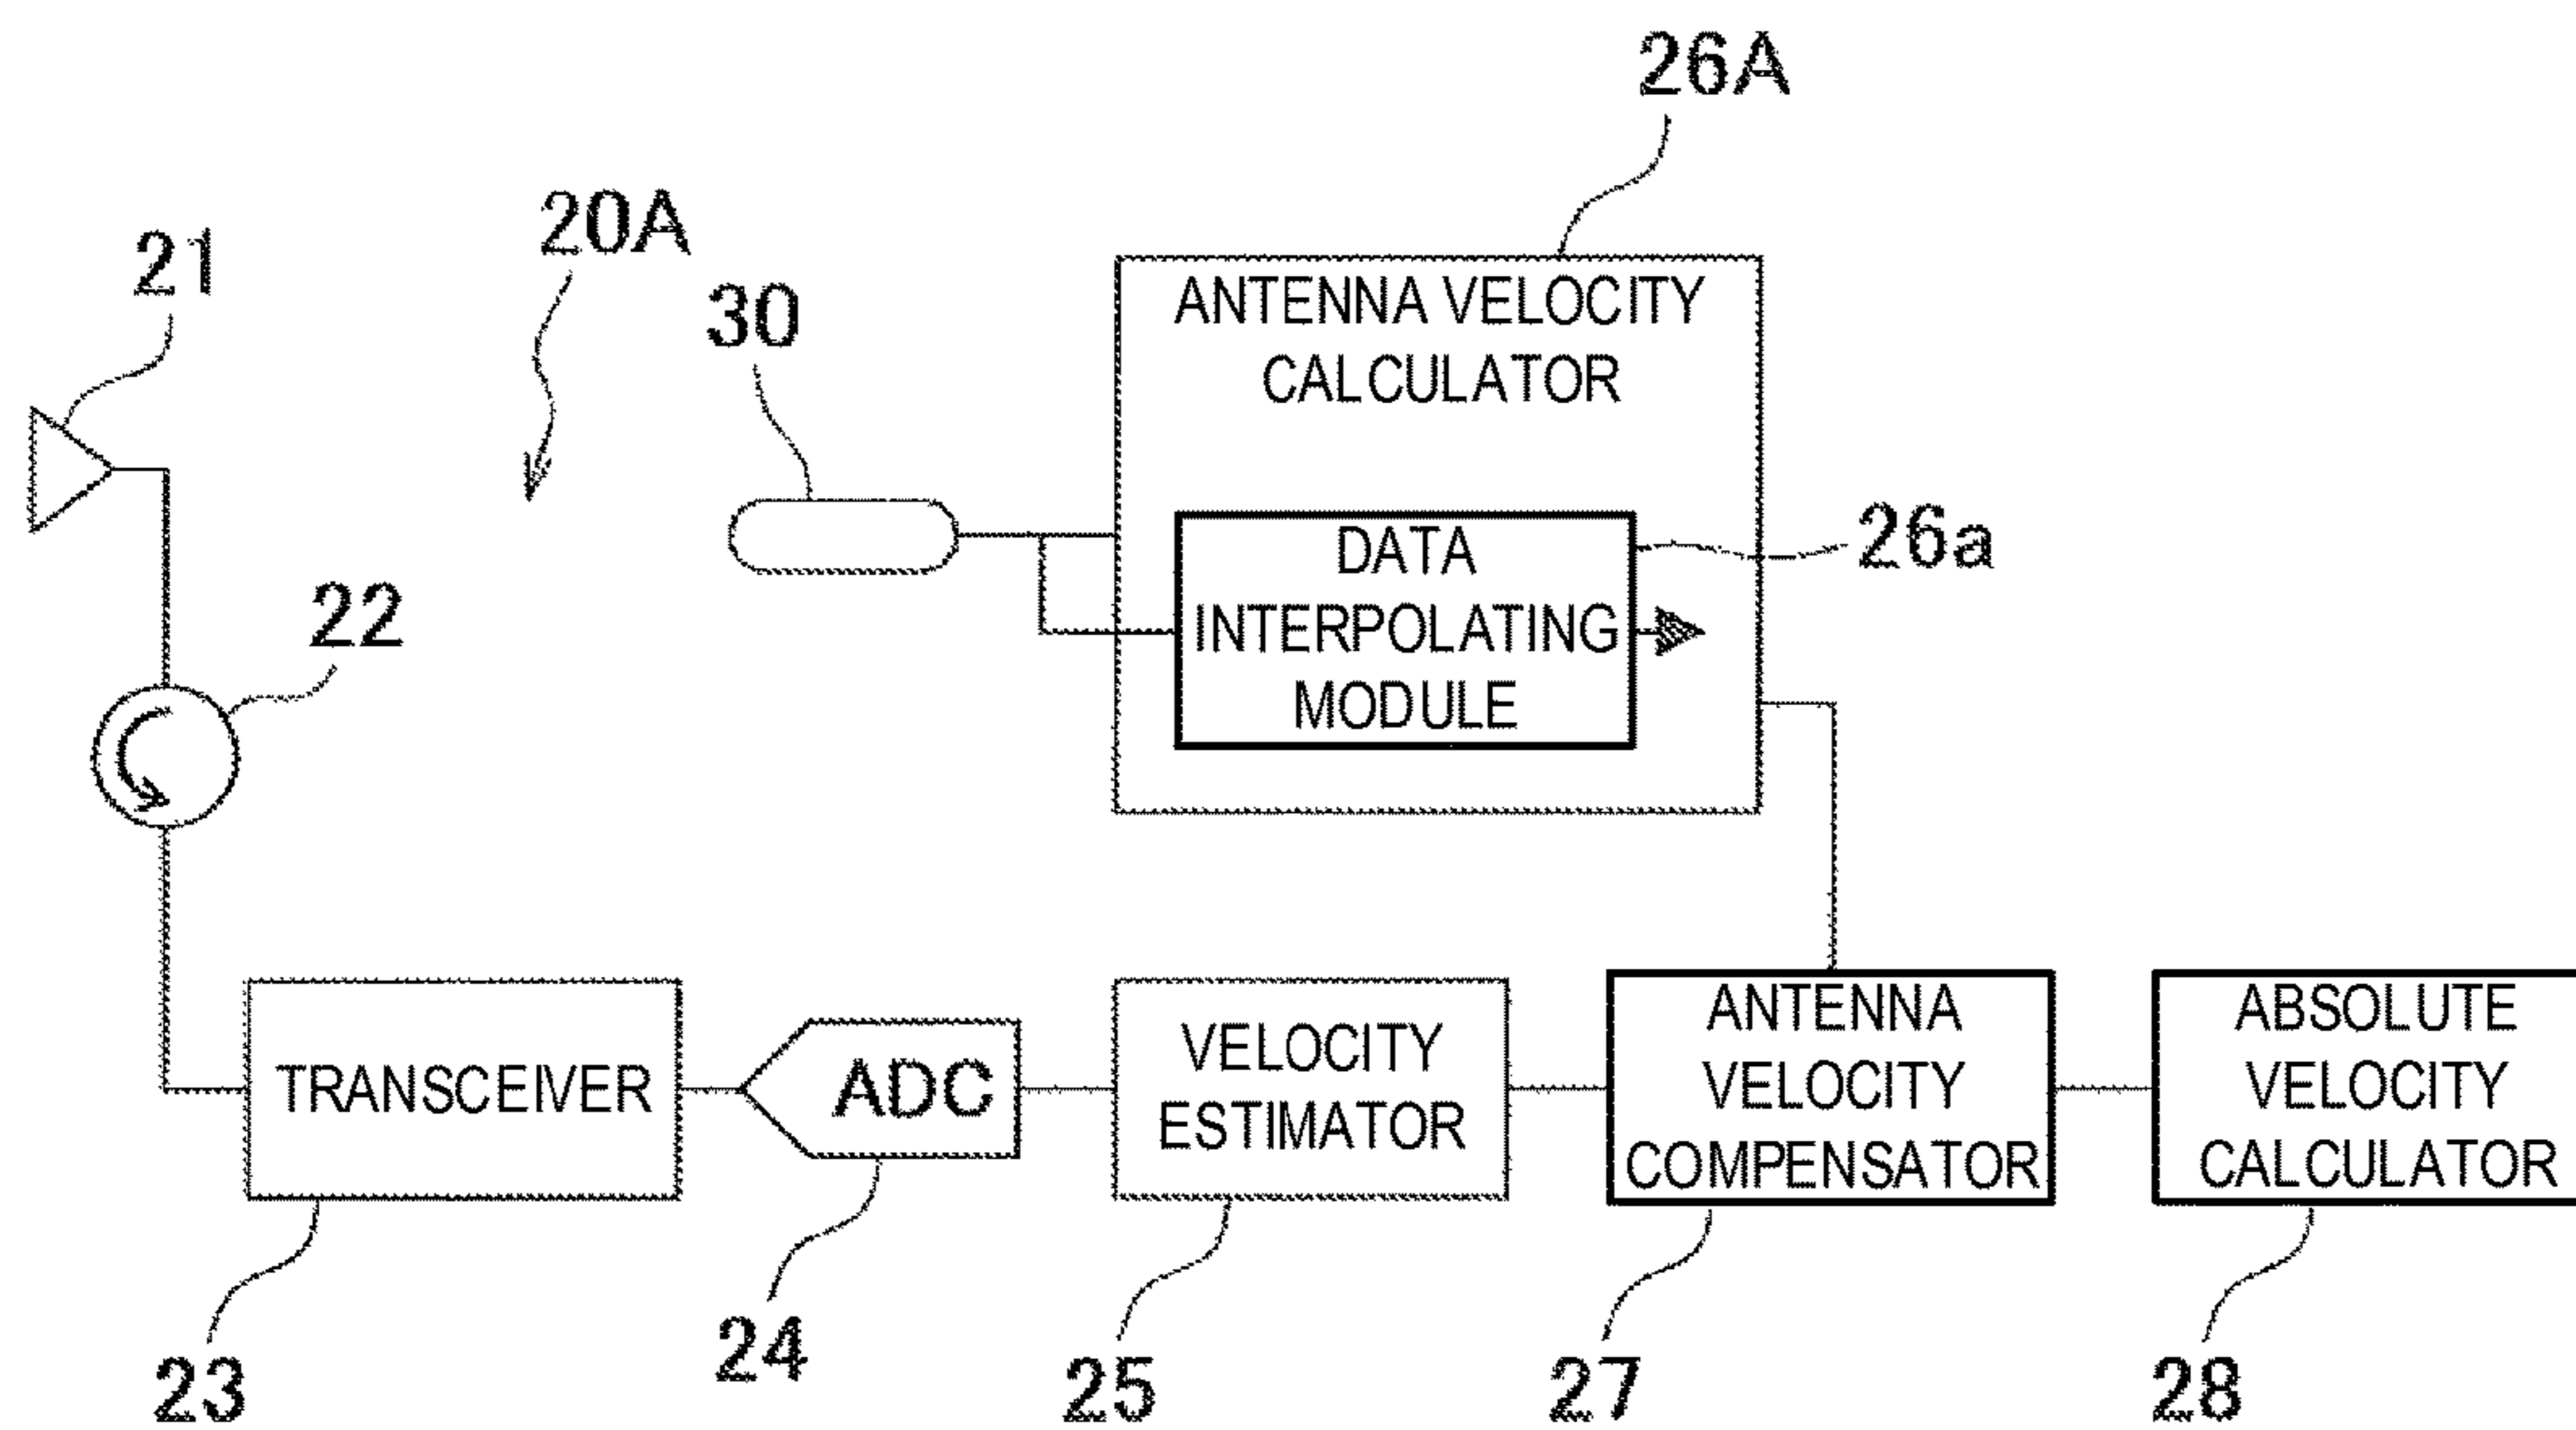 26A
20A
21
30
ANTENNA VELOCITY
CALCULATOR
26a
DATA
INTERPOLATING
MODULE
22
TRANSCEIVER
ADC
VELOCITY
ESTIMATOR
ANTENNA
VELOCITY
COMPENSATOR
ABSOLUTE
VELOCITY
CALCULATOR
23
24
25
27
28